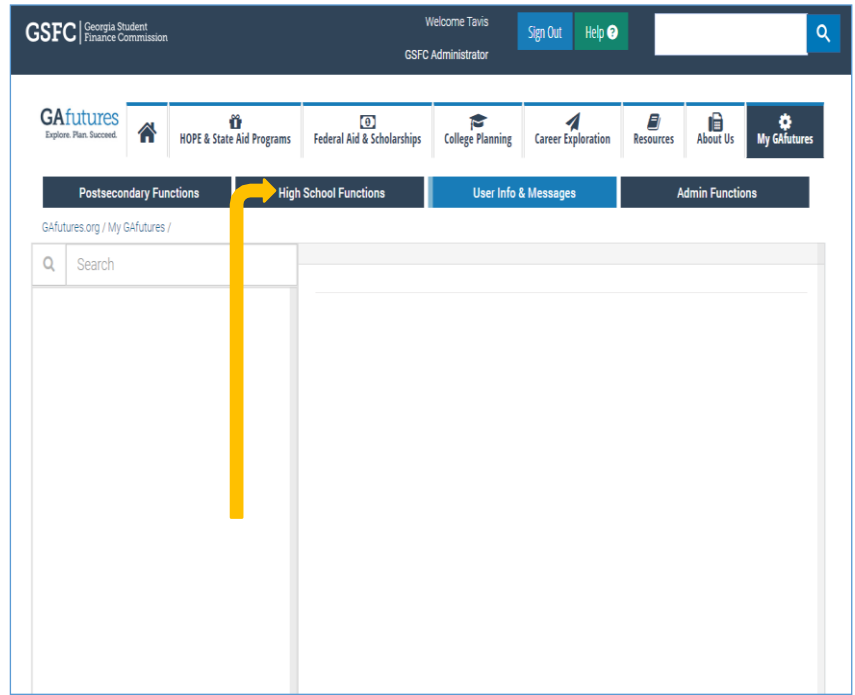 GSFC Georgia Student
Finance Commission
Welcome Tavis
GSFC Administrator
Sign Out
Help ?
GAfutures
Explore. Plan. Succeed.
HOPE & State Aid Programs
Federal Aid & Scholarships
College Planning
Career Exploration
Resources
About Us
My GAfutures
Postsecondary Functions
High School Functions
User Info & Messages
Admin Functions
GAfutures.org / My GAfutures /
Search